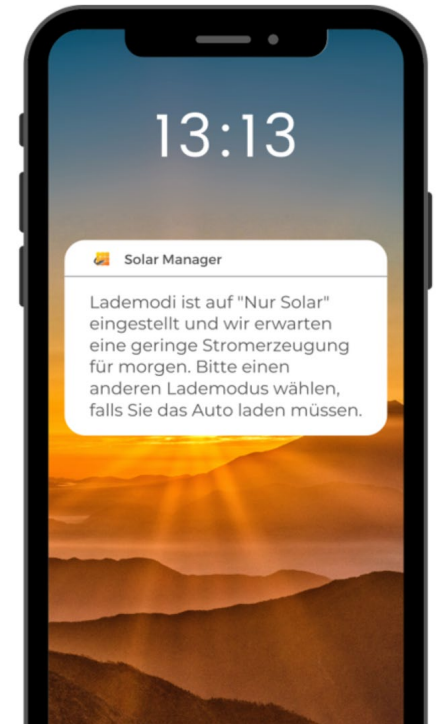 13:13
Solar Manager
Lademodi ist auf "Nur Solar"
eingestellt und wir erwarten
eine geringe Stromerzeugung
für morgen. Bitte einen
anderen Lademodus wählen,
falls Sie das Auto laden müssen.